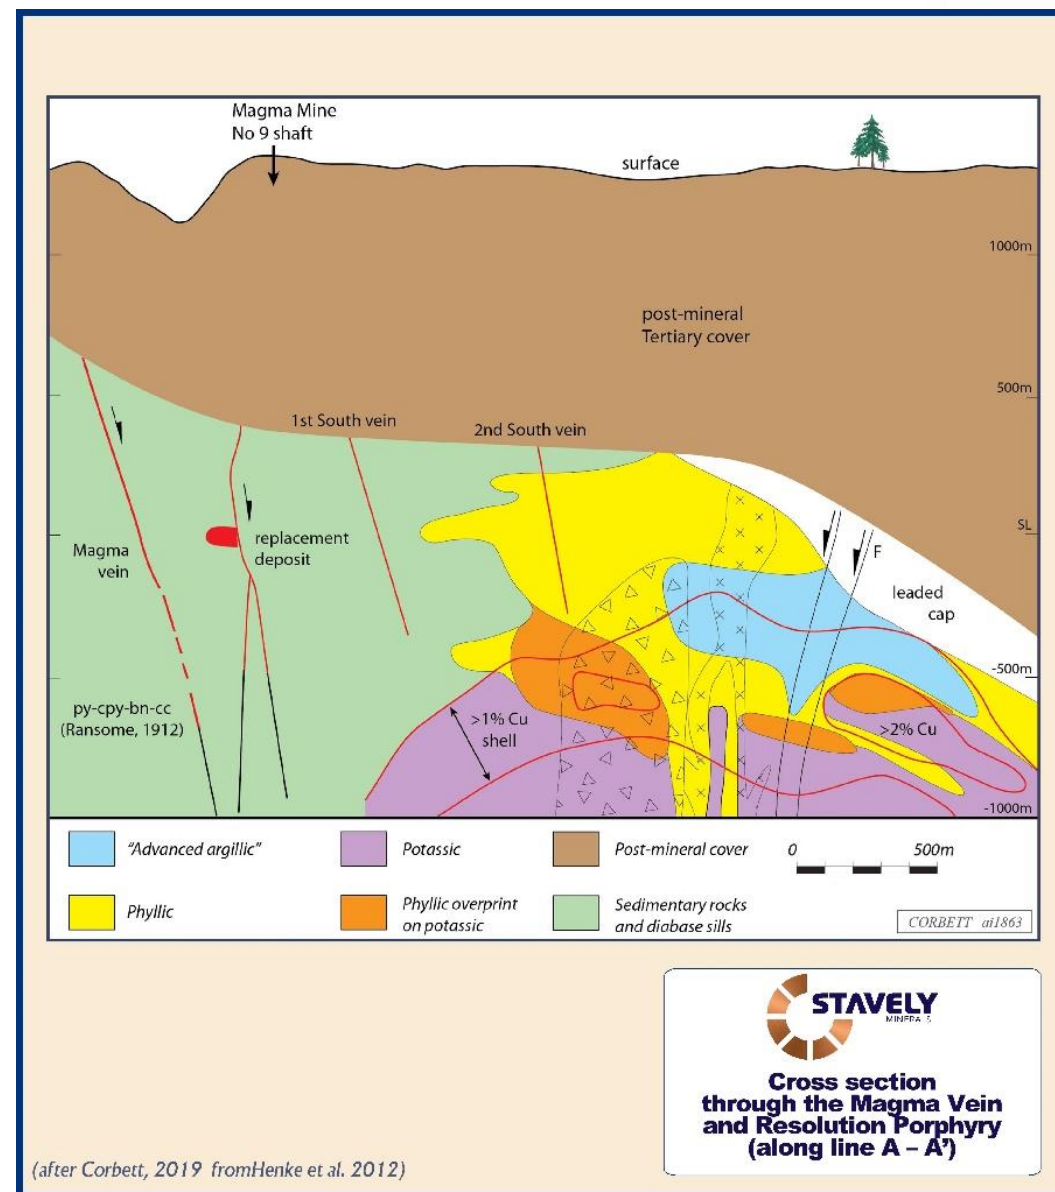 Magma Mine
No 9 shaft
surface
1000m
post-mineral
Tertiary cover
500m
1st South vein
2nd South vein
SL
replacement
deposit
Magma
vein
F
leaded
cap
-500m
py-cpy-bn-cc
(Ransome, 1912)
>1% Cu
shell
>2% Cu
-1000m
"Advanced argillic"
Potassic
Post-mineral cover
0 500m
Phyllic
Phyllic overprint
on potassic
Sedimentary rocks
and diabase sills
CORBETT ai1863
STAVELY
MINERALS
Cross section
through the Magma Vein
and Resolution Porphyry
(along line A – A’)
(after Corbett, 2019 fromHenke et al. 2012)